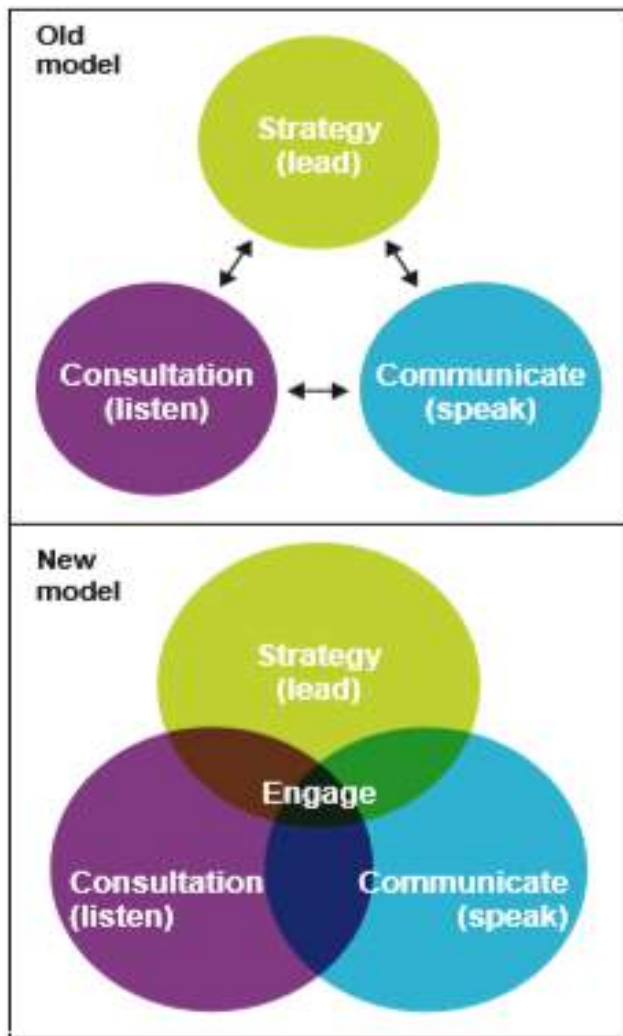 Old
model
Strategy
(lead)
Consultation
(listen)
Communicate
(speak)
New
model
Strategy
(lead)
Engage
Consultation
(listen)
Communicate
(speak)